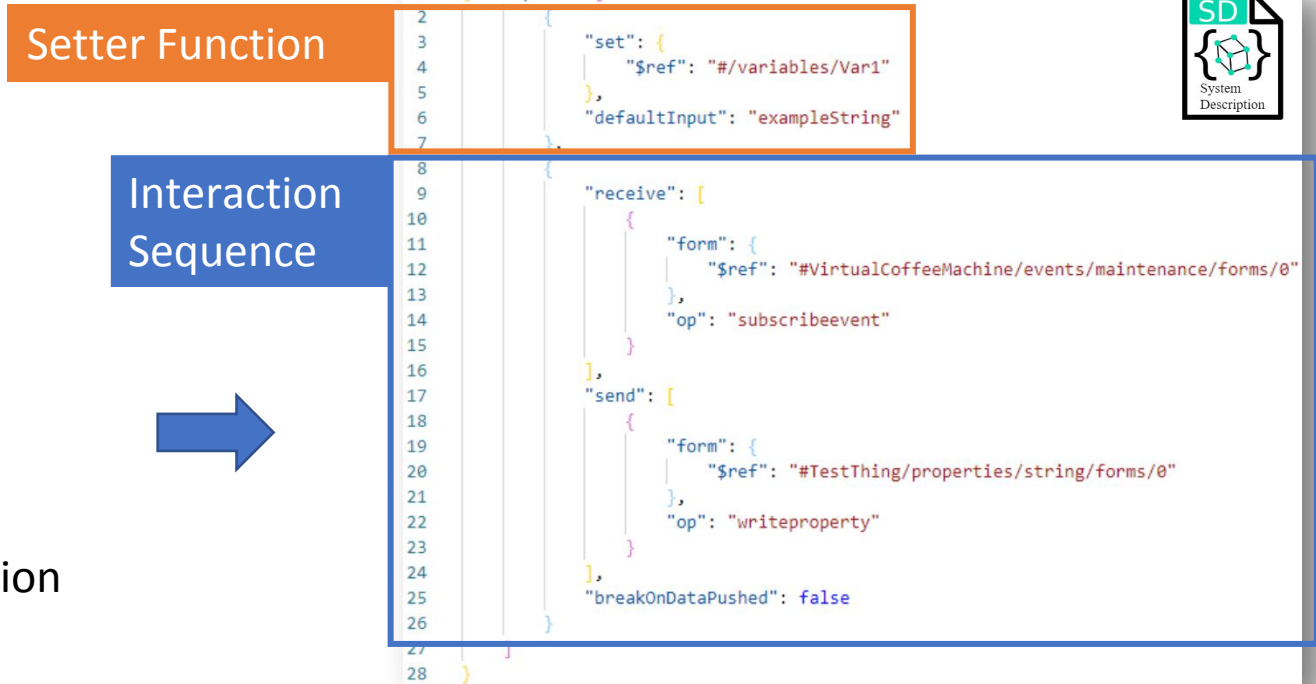 Setter Function
Interaction
Sequence
ion
SD
System
Description
2 {
3 "set": {
4 "$ref": "#/variables/Var1"
5 },
6 "defaultInput": "exampleString"
7 },
8 {
9 "receive": [
10 {
11 "form": {
12 "$ref": "#VirtualCoffeeMachine/events/maintenance/forms/0"
13 },
14 "op": "subscribeevent"
15 }
16 ],
17 "send": [
18 {
19 "form": {
20 "$ref": "#TestThing/properties/string/forms/0"
21 },
22 "op": "writeproperty"
23 }
24 ],
25 "breakOnDataPushed": false
26 }
27 ]
28 }